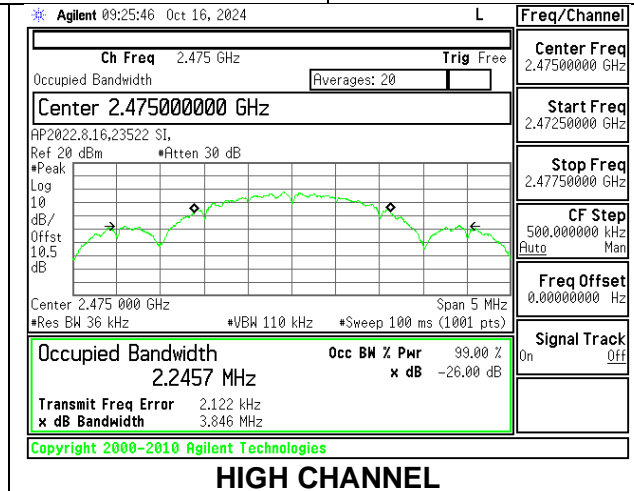 Agilent 09:25:46 Oct 16, 2024 L Freq/Channel
Ch Freq 2.475 GHz Trig Free
Occupied Bandwidth Averages: 20
Center 2.475000000 GHz
AP2022.8.16,23522 SI,
Ref 20 dBm #Atten 30 dB
#Peak
Log
10
dB/
Offst
10.5
dB
Center 2.475 000 GHz Span 5 MHz
#Res BW 36 kHz #VBW 110 kHz #Sweep 100 ms (1001 pts)
Occupied Bandwidth Occ BW % Pwr 99.00 %
2.2457 MHz x dB -26.00 dB
Transmit Freq Error 2.122 kHz
x dB Bandwidth 3.846 MHz
Copyright 2000-2010 Agilent Technologies
Center Freq
2.47500000 GHz
Start Freq
2.47250000 GHz
Stop Freq
2.47750000 GHz
CF Step
500.000000 kHz
Auto Man
Freq Offset
0.00000000 Hz
Signal Track
On Off
HIGH CHANNEL